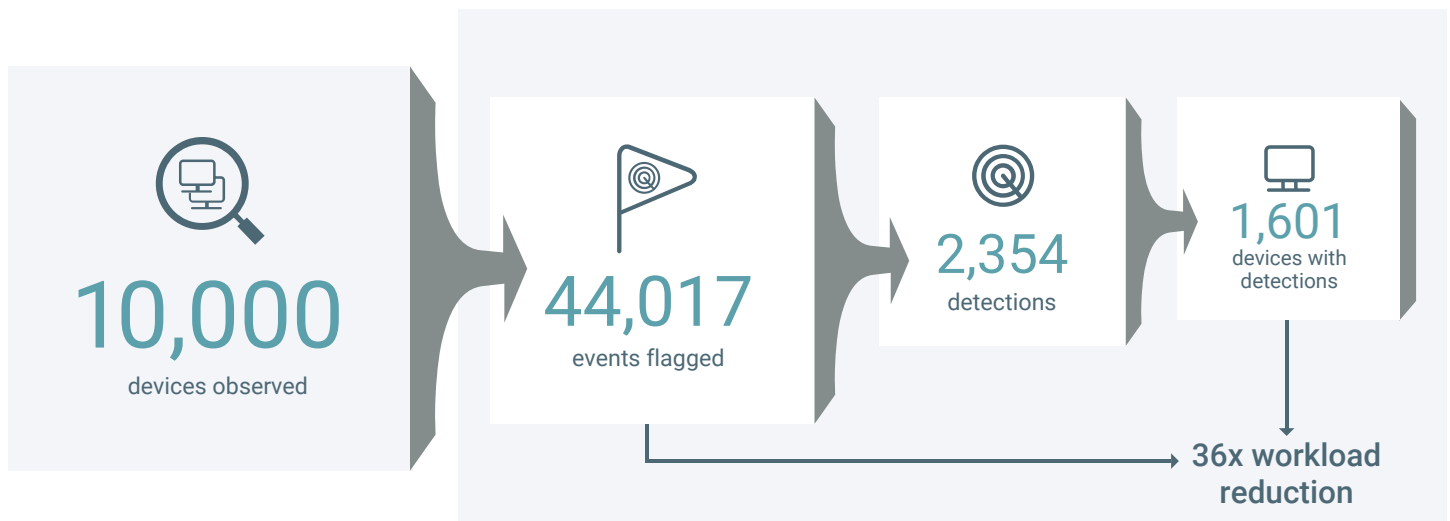 10,000
devices observed
44,017
events flagged
2,354
detections
1,601
devices with
detections
36x workload
reduction